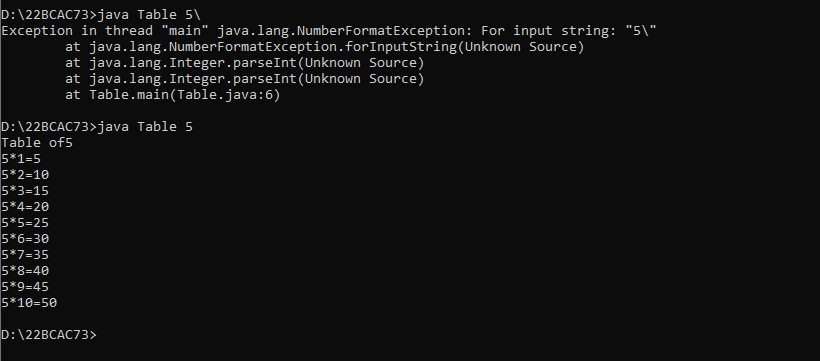 D:\22BCAC73>java Table 5\
Exception in thread "main" java.lang.NumberFormatException: For input string: "5\"
        at java.lang.NumberFormatException.forInputString(Unknown Source)
        at java.lang.Integer.parseInt(Unknown Source)
        at java.lang.Integer.parseInt(Unknown Source)
        at Table.main(Table.java:6)
D:\22BCAC73>java Table 5
Table of5
5*1=5
5*2=10
5*3=15
5*4=20
5*5=25
5*6=30
5*7=35
5*8=40
5*9=45
5*10=50
D:\22BCAC73>